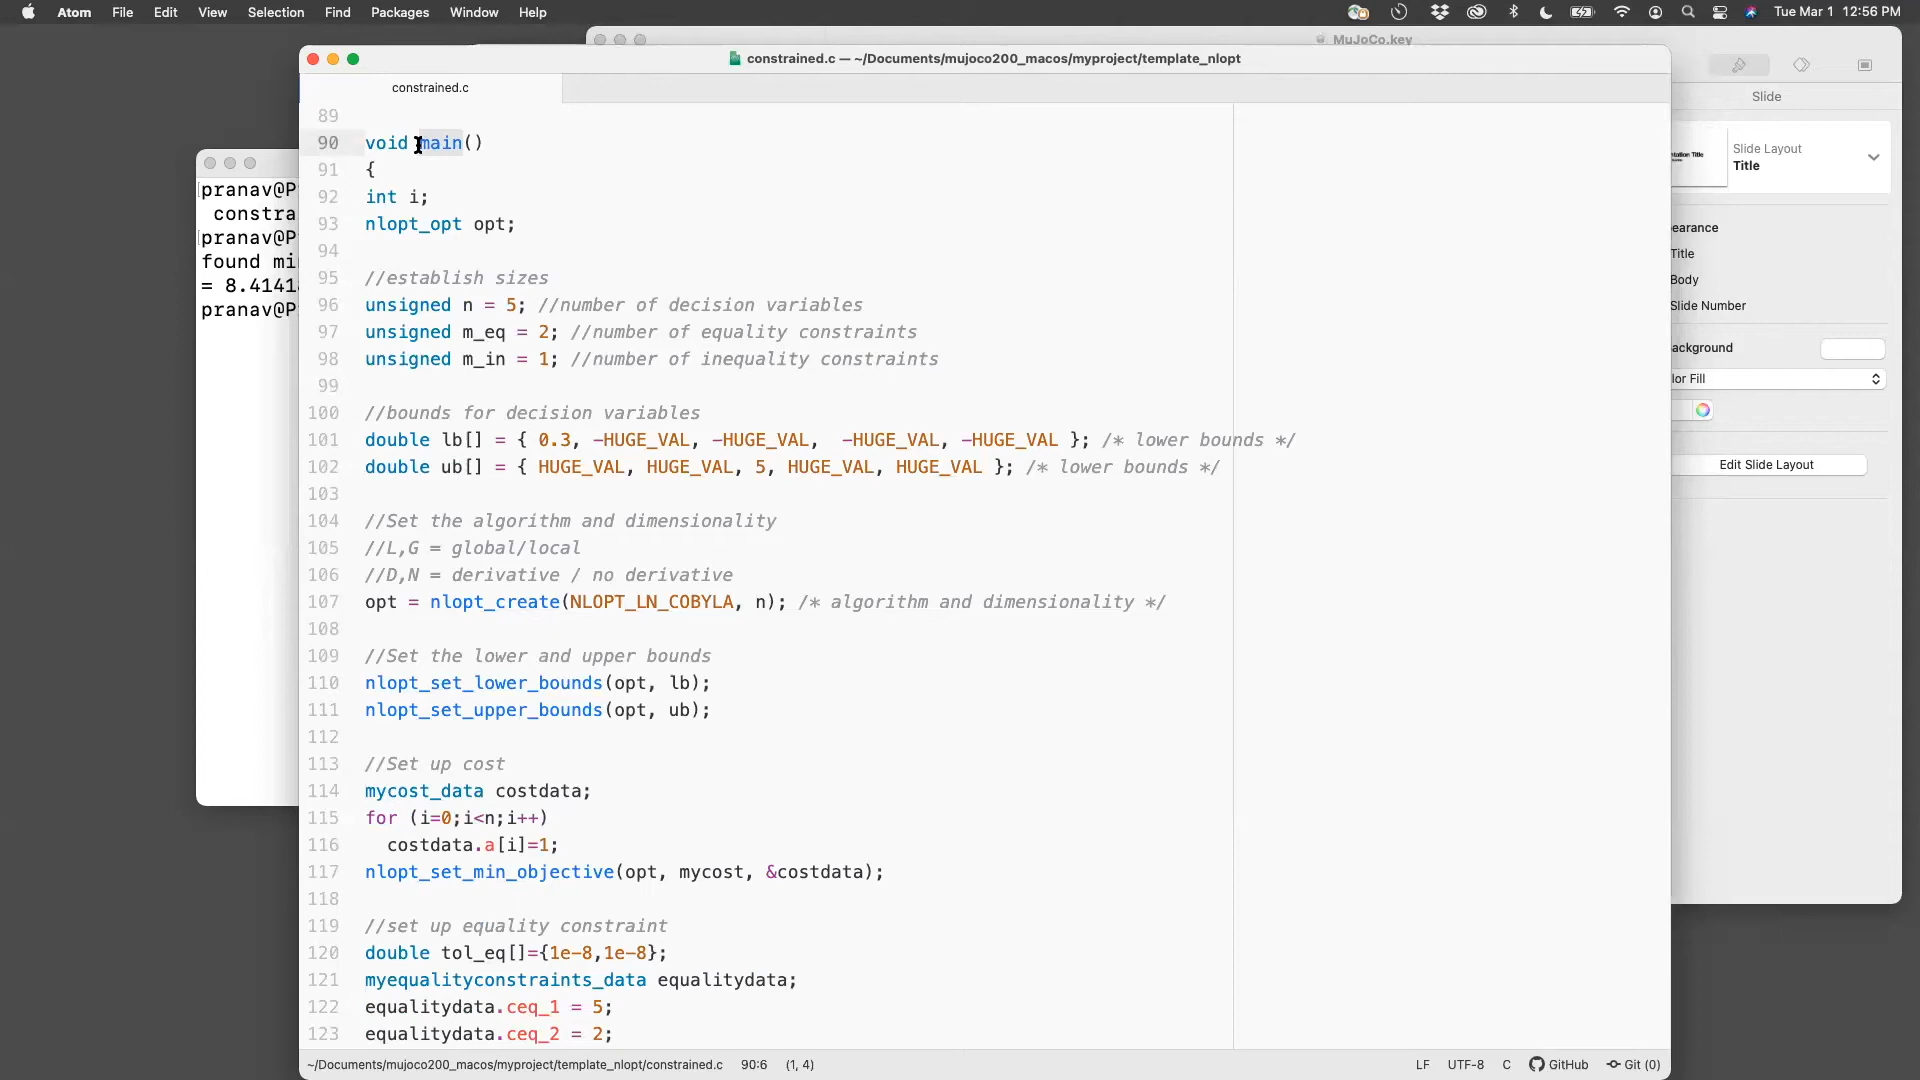 Atom File Edit View Selection Find Packages Window Help
Tue Mar 1 12:56 PM
MuJoCo.key
constrained.c — ~/Documents/mujoco200_macos/myproject/template_nlopt
constrained.c
89
90 void main()
91 {
92 int i;
93 nlopt_opt opt;
94
95 //establish sizes
96 unsigned n = 5; //number of decision variables
97 unsigned m_eq = 2; //number of equality constraints
98 unsigned m_in = 1; //number of inequality constraints
99
100 //bounds for decision variables
101 double lb[] = { 0.3, -HUGE_VAL, -HUGE_VAL,  -HUGE_VAL, -HUGE_VAL }; /* lower bounds */
102 double ub[] = { HUGE_VAL, HUGE_VAL, 5, HUGE_VAL, HUGE_VAL }; /* lower bounds */
103
104 //Set the algorithm and dimensionality
105 //L,G = global/local
106 //D,N = derivative / no derivative
107 opt = nlopt_create(NLOPT_LN_COBYLA, n); /* algorithm and dimensionality */
108
109 //Set the lower and upper bounds
110 nlopt_set_lower_bounds(opt, lb);
111 nlopt_set_upper_bounds(opt, ub);
112
113 //Set up cost
114 mycost_data costdata;
115 for (i=0;i<n;i++)
116   costdata.a[i]=1;
117 nlopt_set_min_objective(opt, mycost, &costdata);
118
119 //set up equality constraint
120 double tol_eq[]={1e-8,1e-8};
121 myequalityconstraints_data equalitydata;
122 equalitydata.ceq_1 = 5;
123 equalitydata.ceq_2 = 2;
~/Documents/mujoco200_macos/myproject/template_nlopt/constrained.c 90:6 (1, 4)
LF UTF-8 C GitHub Git (0)
pranav@P
constra
pranav@P
found mi
= 8.4141
pranav@P
Slide
Slide Layout
Title
earance
Title
Body
Slide Number
ackground
lor Fill
Edit Slide Layout